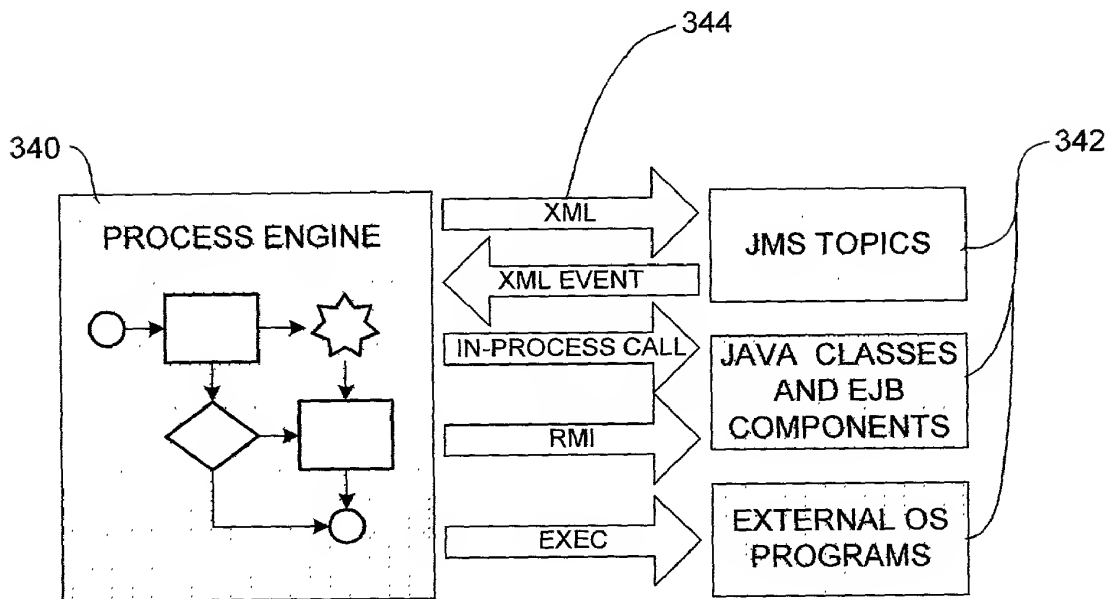 344
340
342
PROCESS ENGINE
XML
JMS TOPICS
XML EVENT
IN-PROCESS CALL
JAVA CLASSES
AND EJB
COMPONENTS
RMI
EXEC
EXTERNAL OS
PROGRAMS